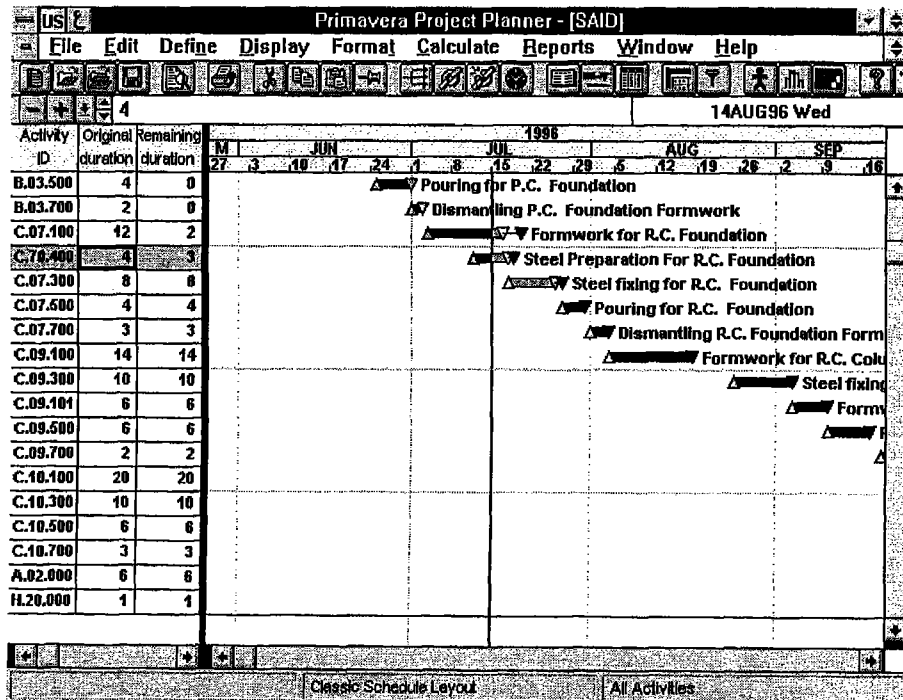 US
Primavera Project Planner - [SAID]
File Edit Define Display Format Calculate Reports Window Help
4
14AUG96 Wed
Activity ID Original duration Remaining duration
1996
M JUN JUL AUG SEP
27 3 10 17 24 1 8 15 22 29 5 12 19 26 2 9 16
B.03.500 4 0 Pouring for P.C. Foundation
B.03.700 2 0 Dismantling P.C. Foundation Formwork
C.07.100 12 2 Formwork for R.C. Foundation
C.70.400 4 3 Steel Preparation For R.C. Foundation
C.07.300 8 8 Steel fixing for R.C. Foundation
C.07.500 4 4 Pouring for R.C. Foundation
C.07.700 3 3 Dismantling R.C. Foundation Form
C.09.100 14 14 Formwork for R.C. Colu
C.09.300 10 10 Steel fixing
C.09.101 6 6 Formw
C.09.500 6 6
C.09.700 2 2
C.10.100 20 20
C.10.300 10 10
C.10.500 6 6
C.10.700 3 3
A.02.000 6 6
H.20.000 1 1
Classic Schedule Layout All Activities